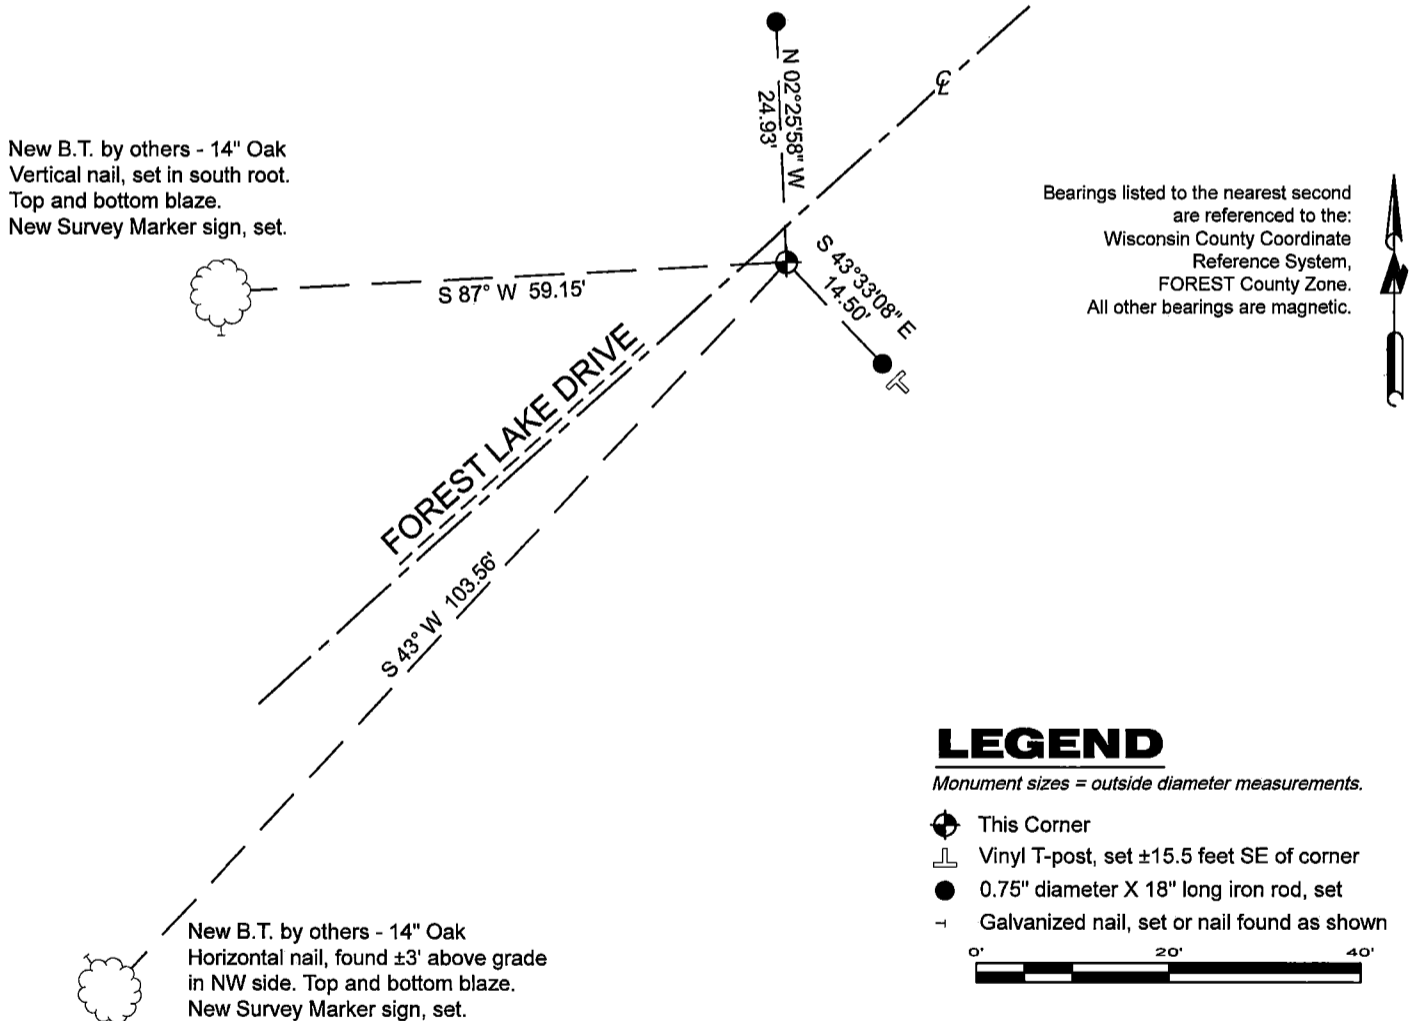 N 02°25'58" W
24.93'
℄
New B.T. by others - 14" Oak
Vertical nail, set in south root.
Top and bottom blaze.
New Survey Marker sign, set.
Bearings listed to the nearest second
are referenced to the:
Wisconsin County Coordinate
Reference System,
FOREST County Zone.
All other bearings are magnetic.
S 87° W 59.15'
S 43°33'08" E
14.50'
FOREST LAKE DRIVE
S 43° W 103.56'
LEGEND
Monument sizes = outside diameter measurements.
This Corner
Vinyl T-post, set ±15.5 feet SE of corner
0.75" diameter X 18" long iron rod, set
Galvanized nail, set or nail found as shown
0' 20' 40'
New B.T. by others - 14" Oak
Horizontal nail, found ±3' above grade
in NW side. Top and bottom blaze.
New Survey Marker sign, set.